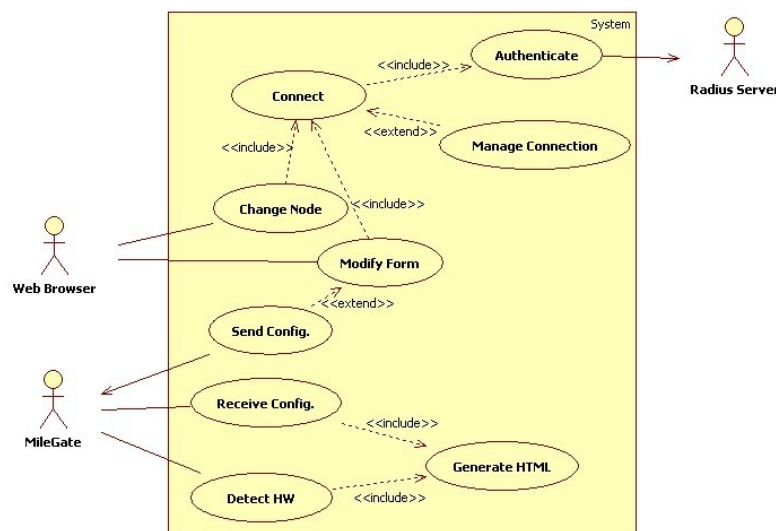 System
Authenticate
<<include>>
Radius Server
Connect
<<extend>>
Manage Connection
<<include>>
Change Node
<<include>>
Web Browser
Modify Form
<<extend>>
Send Config.
MileGate
Receive Config.
<<include>>
Generate HTML
Detect HW
<<include>>